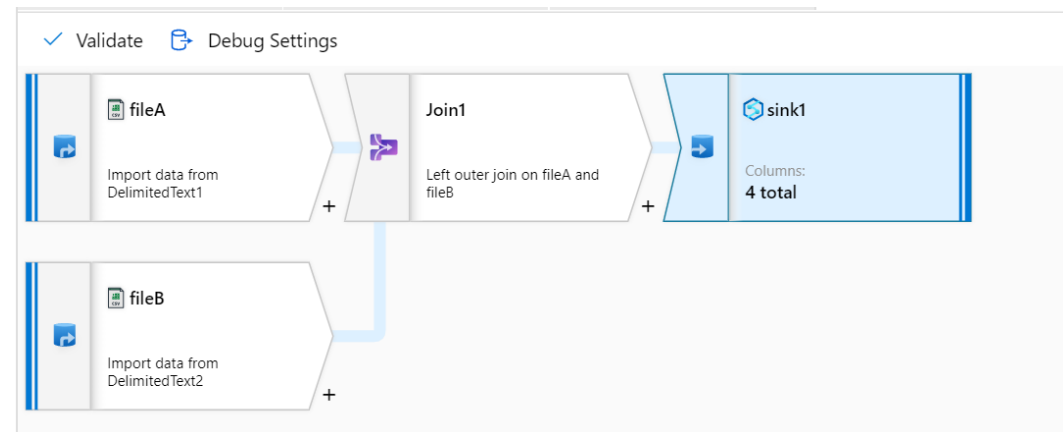 Validate Debug Settings
fileA
Import data from
DelimitedText1
+
Join1
Left outer join on fileA and
fileB
+
sink1
Columns:
4 total
fileB
Import data from
DelimitedText2
+